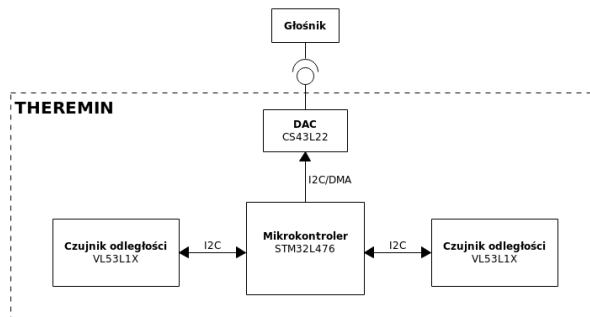 Głośnik
THEREMIN
DAC
CS43L22
I2C/DMA
Mikrokontroler
STM32L476
Czujnik odległości
VL53L1X
I2C
I2C
Czujnik odległości
VL53L1X